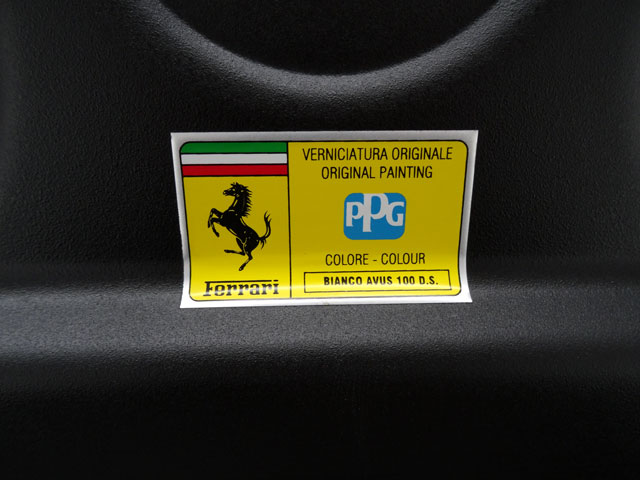 VERNICIATURA ORIGINALE
ORIGINAL PAINTING
PPG
COLORE - COLOUR
BIANCO AVUS 100 D.S.
Ferrari